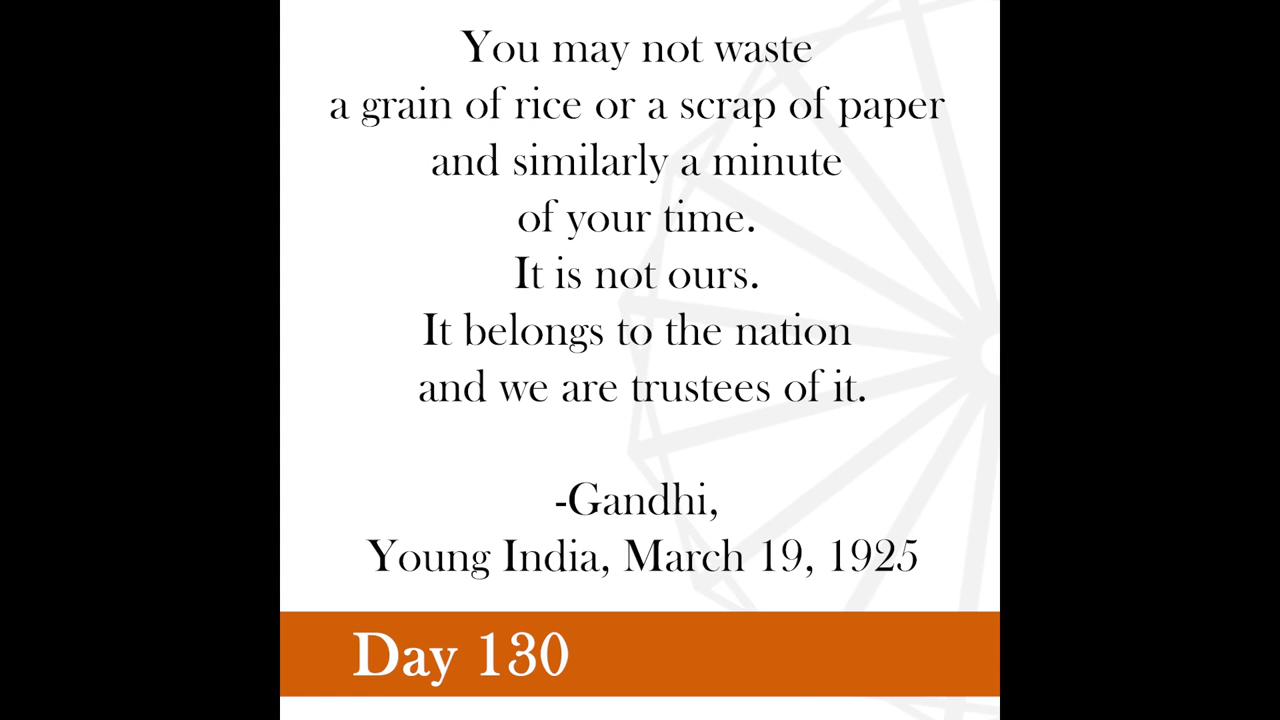 You may not waste
a grain of rice or a scrap of paper
and similarly a minute
of your time.
It is not ours.
It belongs to the nation
and we are trustees of it.
-Gandhi,
Young India, March 19, 1925
Day 130